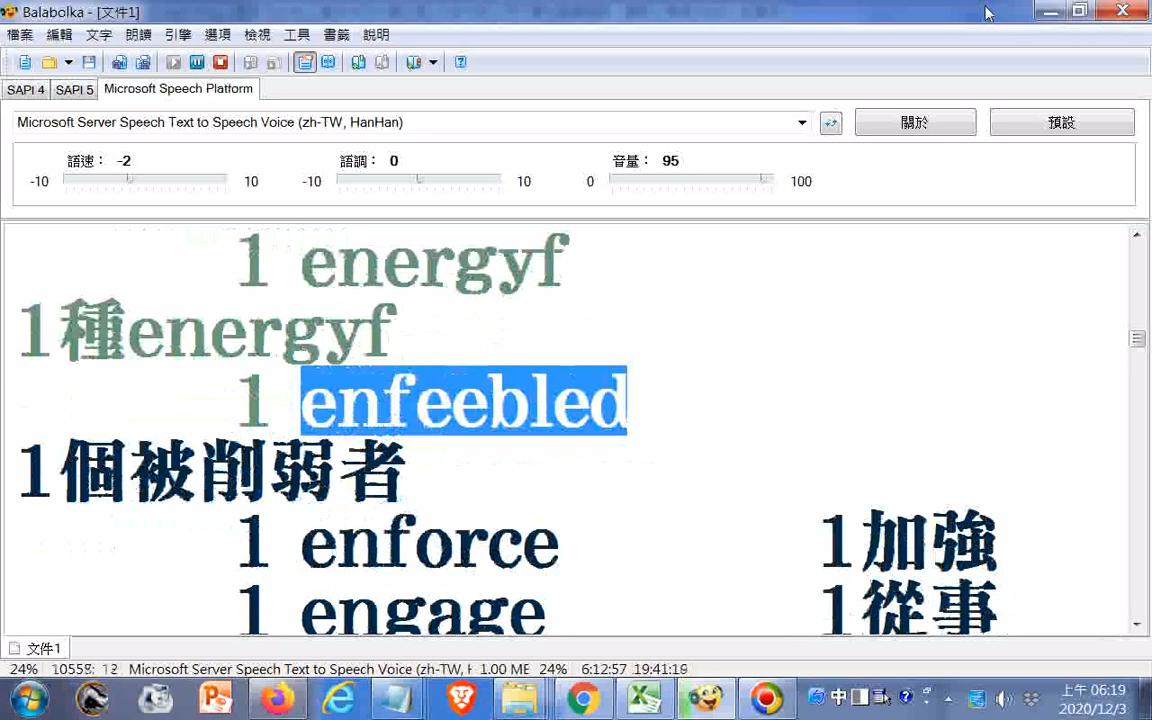 Balabolka - [文件1]
檔案 編輯 文字 朗讀 引擎 選項 檢視 工具 書籤 說明
SAPI 4 SAPI 5 Microsoft Speech Platform
Microsoft Server Speech Text to Speech Voice (zh-TW, HanHan) 關於 預設
語速： -2 語調： 0 音量： 95
-10 10 -10 10 0 100
1 energyf
1種energyf
1 enfeebled
1個被削弱者
1 enforce 1加強
1 engage 1從事
文件1
24% 10558: 12 Microsoft Server Speech Text to Speech Voice (zh-TW, H 1.00 ME 24% 6:12:57 19:41:19
中 上午 06:19
2020/12/3